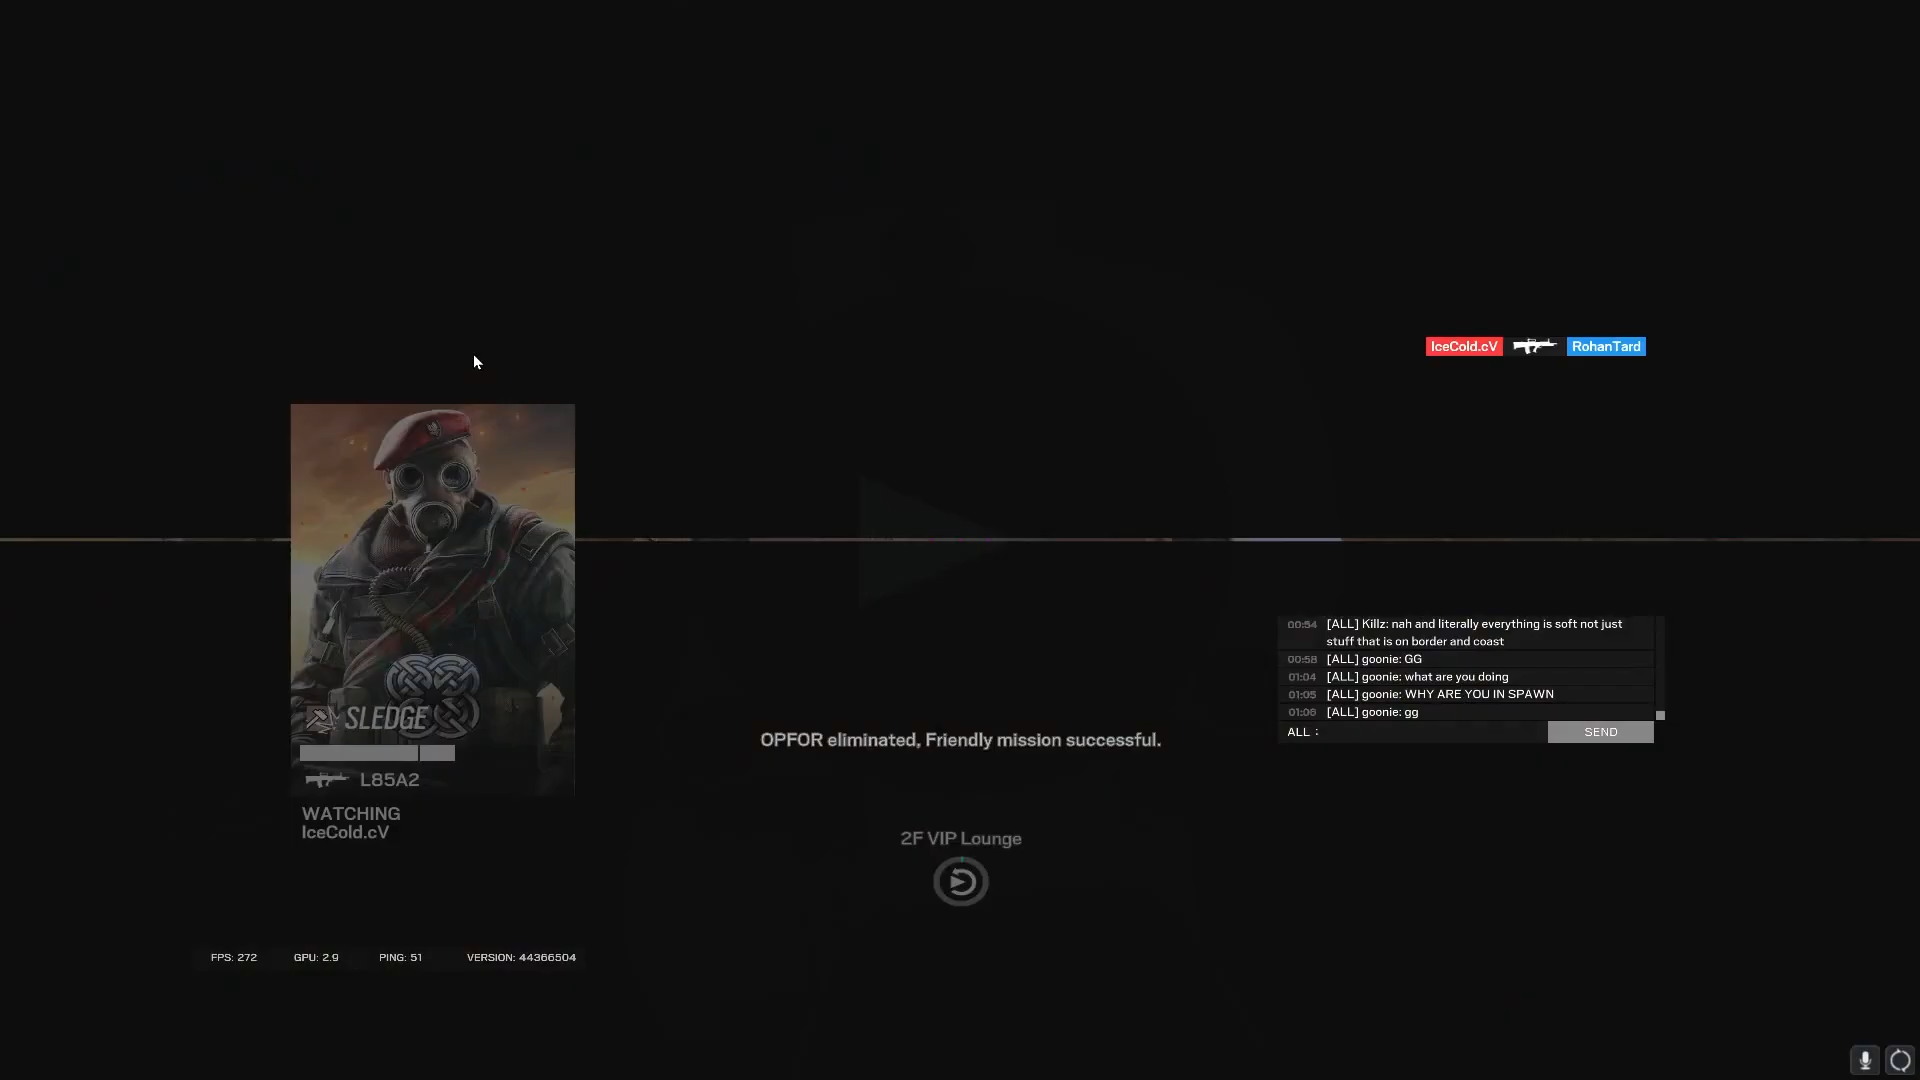 IceCold.cV RohanTard
SLEDGE
L85A2
WATCHING
IceCold.cV
OPFOR eliminated, Friendly mission successful.
2F VIP Lounge
00:54 [ALL] Killz: nah and literally everything is soft not just
stuff that is on border and coast
00:58 [ALL] goonie: GG
01:04 [ALL] goonie: what are you doing
01:05 [ALL] goonie: WHY ARE YOU IN SPAWN
01:06 [ALL] goonie: gg
ALL : SEND
FPS: 272 GPU: 2.9 PING: 51 VERSION: 44366504